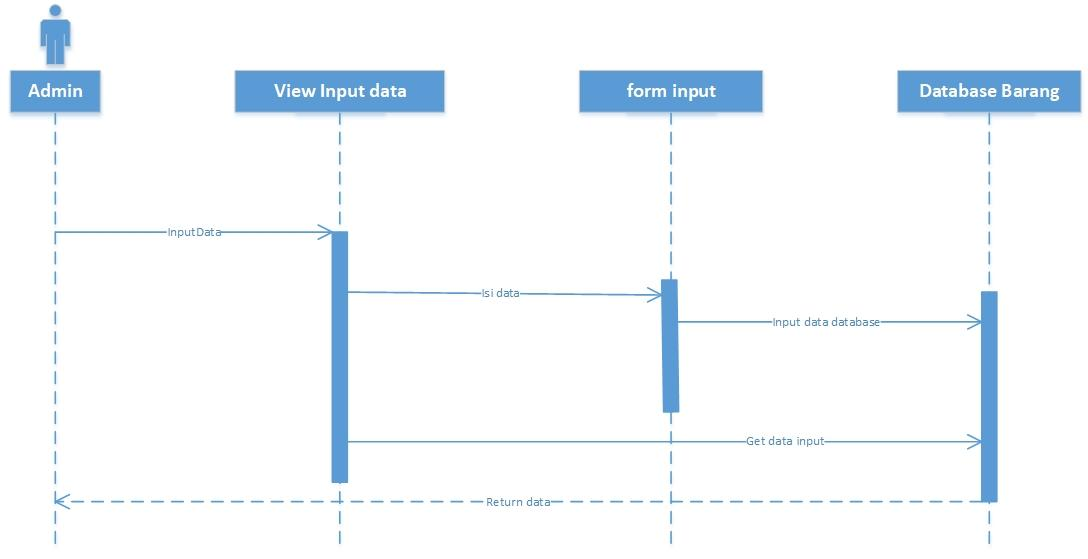 Admin
View Input data
form input
Database Barang
InputData
Isi data
Input data database
Get data input
Return data